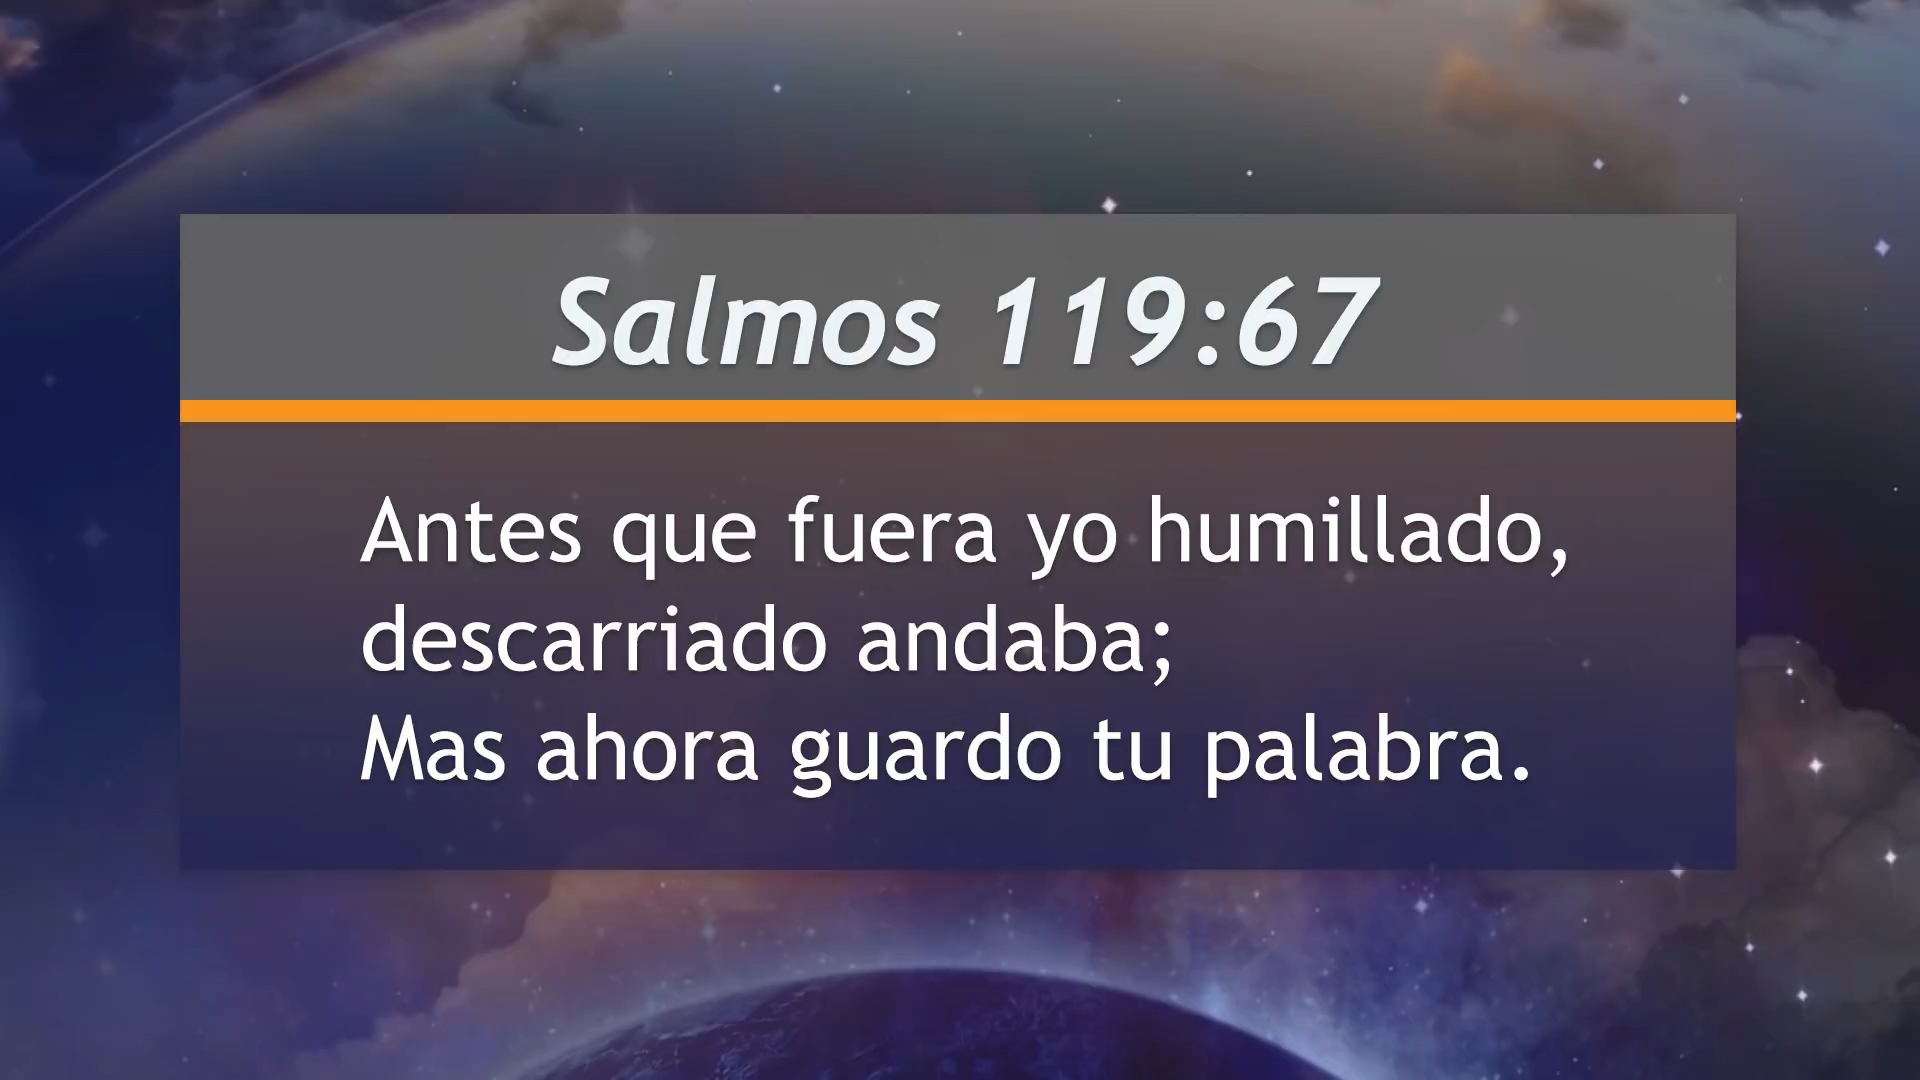 Salmos 119:67
Antes que fuera yo humillado,
descarriado andaba;
Mas ahora guardo tu palabra.